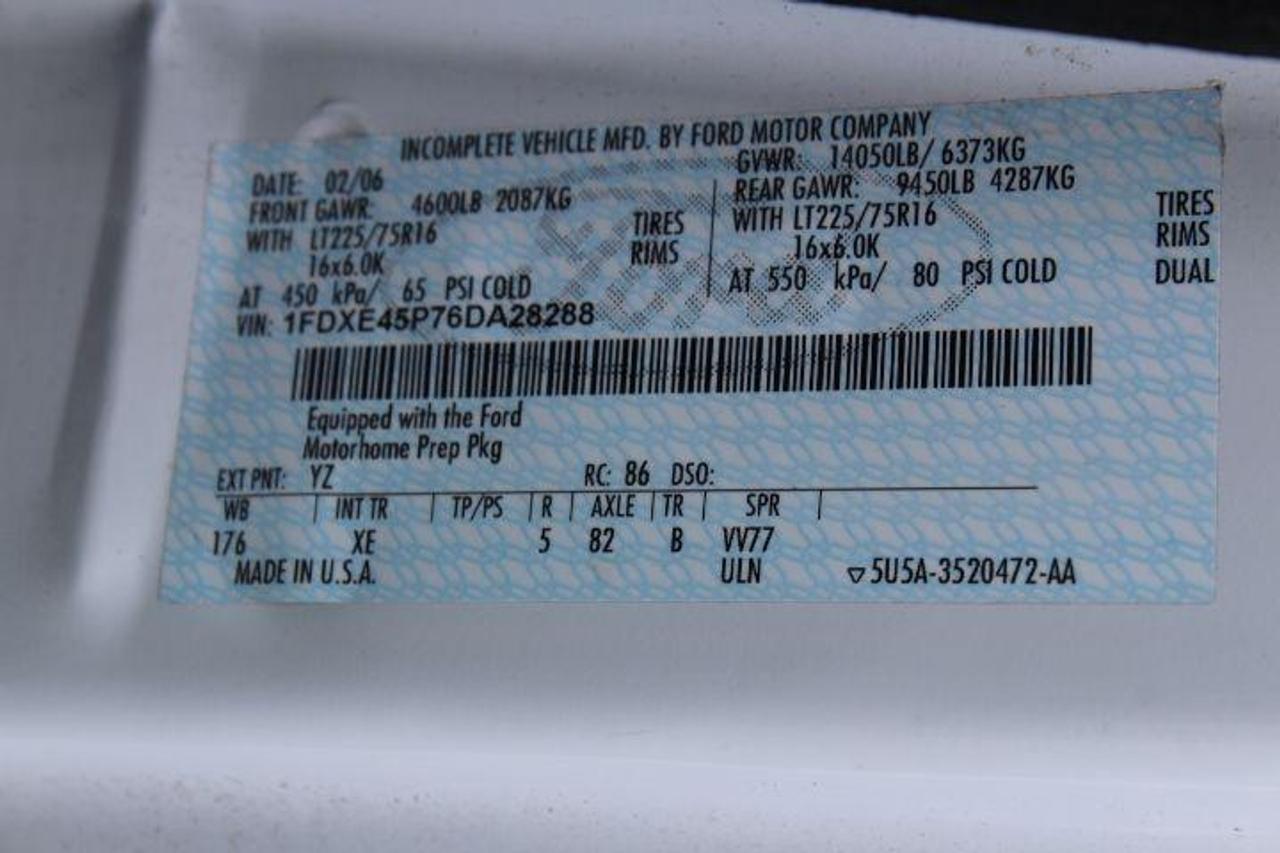 INCOMPLETE VEHICLE MFD. BY FORD MOTOR COMPANY
DATE: 02/06 GVWR: 14050LB/ 6373KG
FRONT GAWR: 4600LB 2087KG REAR GAWR: 9450LB 4287KG
WITH LT225/75R16 TIRES WITH LT225/75R16 TIRES
16x6.0K RIMS 16x6.0K RIMS
AT 450 kPa/ 65 PSI COLD AT 550 kPa/ 80 PSI COLD DUAL
VIN: 1FDXE45P76DA28288
Equipped with the Ford
Motorhome Prep Pkg
EXT PNT: YZ RC: 86 DSO:
WB INT TR TP/PS R AXLE TR SPR
176 XE 5 82 B VV77
MADE IN U.S.A. ULN ▽5U5A-3520472-AA